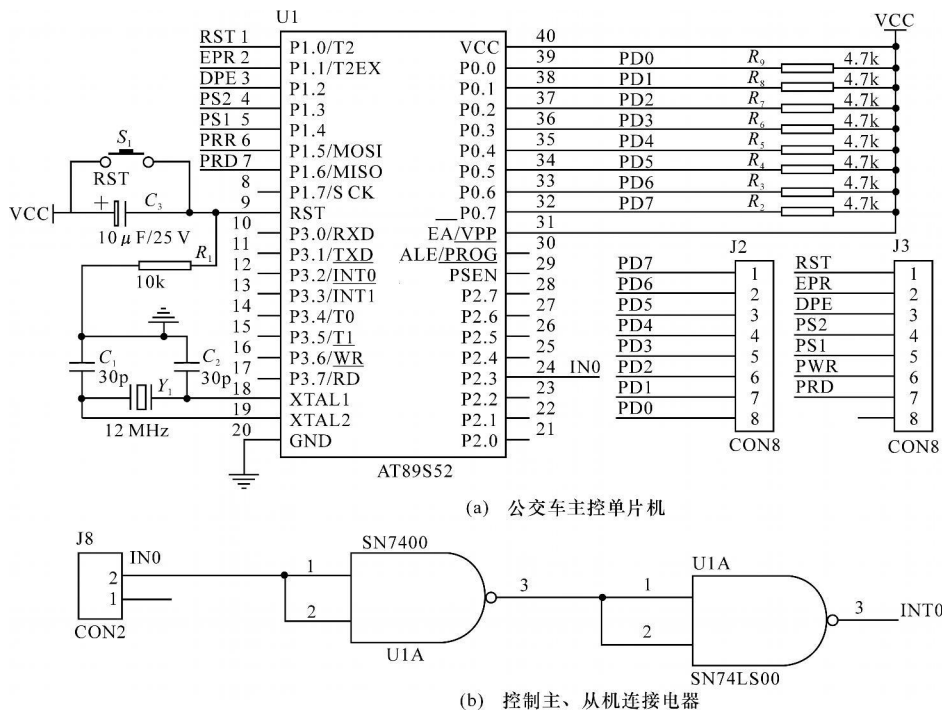 U1
VCC
RST 1
P1.0/T2
VCC
40
EPR 2
P1.1/T2EX
P0.0
39
PD0
R₉
4.7k
DPE 3
P1.2
P0.1
38
PD1
R₈
4.7k
PS2 4
P1.3
P0.2
37
PD2
R₇
4.7k
PS1 5
P1.4
P0.3
36
PD3
R₆
4.7k
PRR 6
P1.5/MOSI
P0.4
35
PD4
R₅
4.7k
PRD 7
P1.6/MISO
P0.5
34
PD5
R₄
4.7k
8
P1.7/S CK
P0.6
33
PD6
R₃
4.7k
9
RST
P0.7
32
PD7
R₂
4.7k
10
P3.0/RXD
EA/VPP
31
11
P3.1/TXD
ALE/PROG
30
12
P3.2/INT0
PSEN
29
13
P3.3/INT1
P2.7
28
14
P3.4/T0
P2.6
27
15
P3.5/T1
P2.5
26
16
P3.6/WR
P2.4
25
17
P3.7/RD
P2.3
24
IN0
18
XTAL1
P2.2
23
19
XTAL2
P2.1
22
20
GND
P2.0
21
AT89S52
S₁
RST
VCC
+
C₃
10 μF/25 V
R₁
10k
C₁
30p
C₂
30p
Y₁
12 MHz
J2
PD7
1
PD6
2
PD5
3
PD4
4
PD3
5
PD2
6
PD1
7
PD0
8
CON8
J3
RST
1
EPR
2
DPE
3
PS2
4
PS1
5
PWR
6
PRD
7
8
CON8
(a) 公交车主控单片机
J8
IN0
2
1
CON2
SN7400
1
2
3
U1A
U1A
1
2
3
INT0
SN74LS00
(b) 控制主、从机连接电器